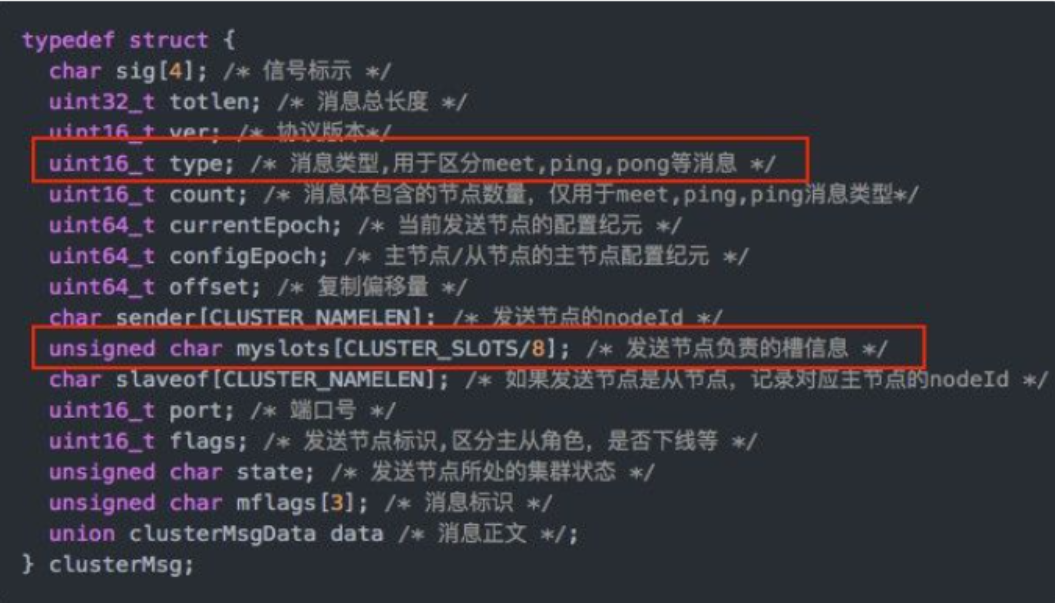 typedef struct {
char sig[4]; /* 信号标示 */
uint32_t totlen; /* 消息总长度 */
uint16_t ver; /* 协议版本*/
uint16_t type; /* 消息类型,用于区分meet,ping,pong等消息 */
uint16_t count; /* 消息体包含的节点数量，仅用于meet,ping,ping消息类型*/
uint64_t currentEpoch; /* 当前发送节点的配置纪元 */
uint64_t configEpoch; /* 主节点/从节点的主节点配置纪元 */
uint64_t offset; /* 复制偏移量 */
char sender[CLUSTER_NAMELEN]; /* 发送节点的nodeId */
unsigned char myslots[CLUSTER_SLOTS/8]; /* 发送节点负责的槽信息 */
char slaveof[CLUSTER_NAMELEN]; /* 如果发送节点是从节点，记录对应主节点的nodeId */
uint16_t port; /* 端口号 */
uint16_t flags; /* 发送节点标识,区分主从角色，是否下线等 */
unsigned char state; /* 发送节点所处的集群状态 */
unsigned char mflags[3]; /* 消息标识 */
union clusterMsgData data /* 消息正文 */;
} clusterMsg;